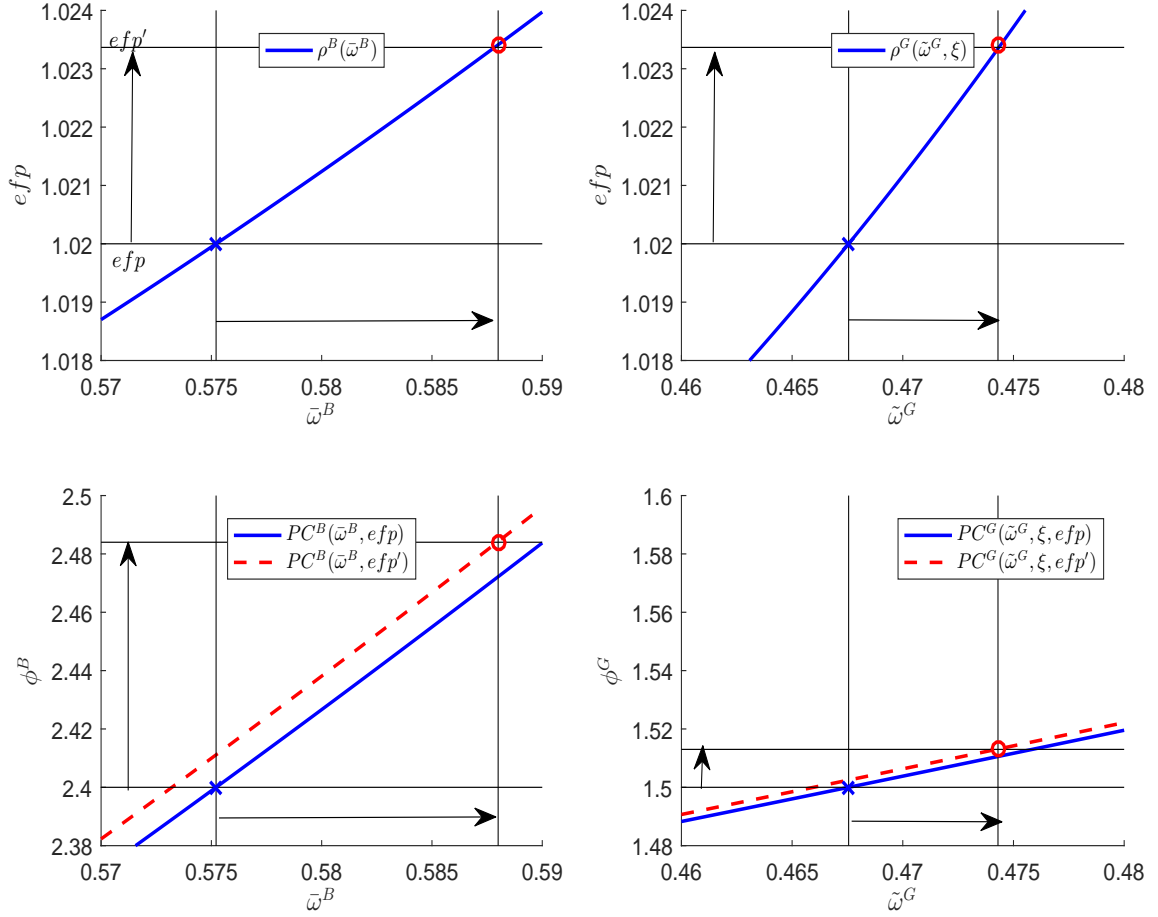 1.024
1.023
1.022
1.021
1.02
1.019
1.018
efp
efp′
efp
ρ^B(ω̄^B)
0.57 0.575 0.58 0.585 0.59
ω̄^B
1.024
1.023
1.022
1.021
1.02
1.019
1.018
efp
ρ^G(ω̃^G, ξ)
0.46 0.465 0.47 0.475 0.48
ω̃^G
2.5
2.48
2.46
2.44
2.42
2.4
2.38
ϕ^B
PC^B(ω̄^B, efp)
PC^B(ω̄^B, efp′)
0.57 0.575 0.58 0.585 0.59
ω̄^B
1.6
1.58
1.56
1.54
1.52
1.5
1.48
ϕ^G
PC^G(ω̃^G, ξ, efp)
PC^G(ω̃^G, ξ, efp′)
0.46 0.465 0.47 0.475 0.48
ω̃^G